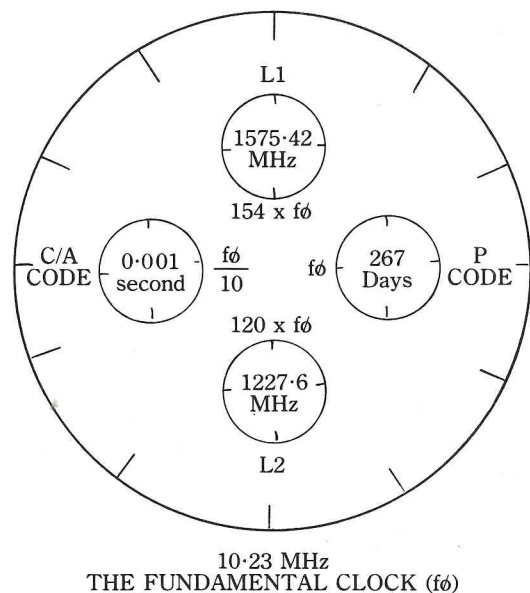 L1
1575·42
MHz
154 x fø
C/A
CODE
0·001
second
fø
10
fø
267
Days
P
CODE
120 x fø
1227·6
MHz
L2
10·23 MHz
THE FUNDAMENTAL CLOCK (fø)